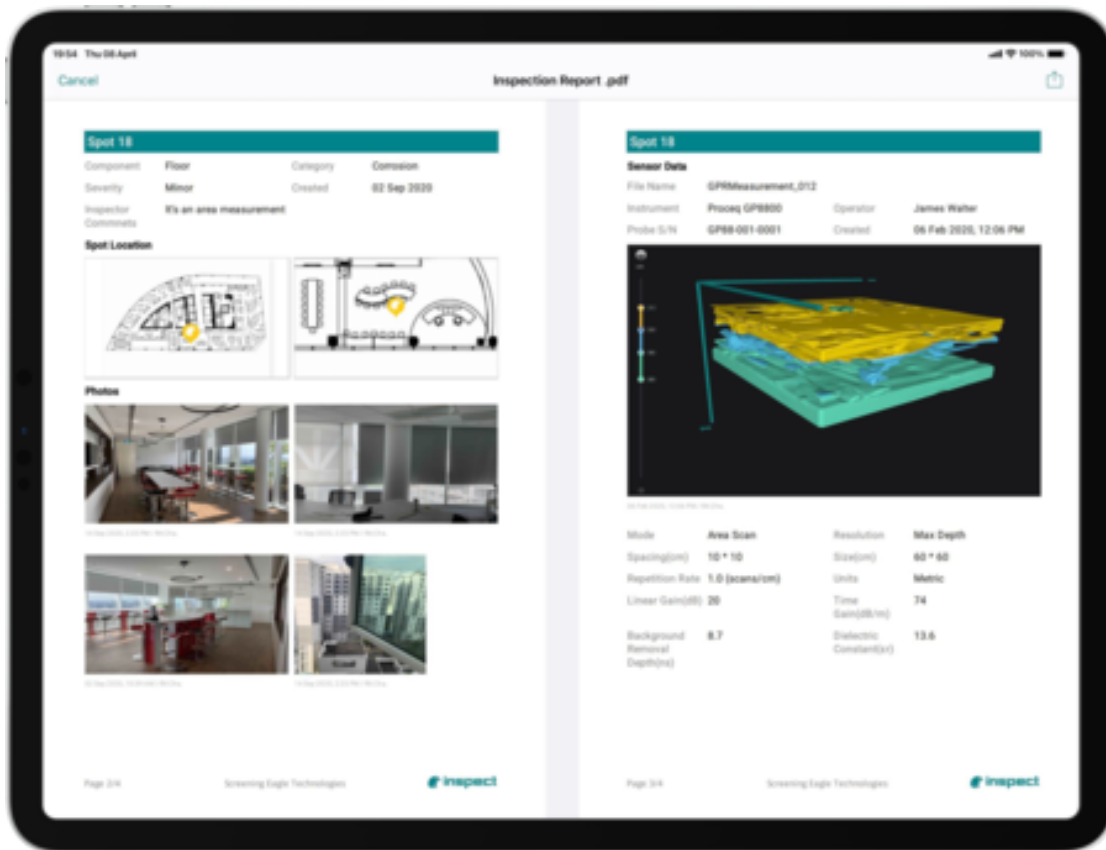 19:54 Thu 08 April
100%
Cancel
Inspection Report .pdf
Spot 18
Component Floor Category Corrosion
Severity Minor Created 02 Sep 2020
Inspector Commnets It's an area measurement
Spot Location
Photos
Page 2/4 Screening Eagle Technologies inspect
Spot 18
Sensor Data
File Name GPRMeasurement_012
Instrument Proceq GP8800 Operator James Walter
Probe S/N GP88-001-0001 Created 06 Feb 2020, 12:06 PM
Mode Area Scan Resolution Max Depth
Spacing(cm) 10 * 10 Size(cm) 60 * 60
Repetition Rate 1.0 (scans/cm) Units Metric
Linear Gain(dB) 20 Time Gain(dB/m) 74
Background Removal Depth(ns) 8.7 Dielectric Constant(εr) 13.6
Page 3/4 Screening Eagle Technologies inspect